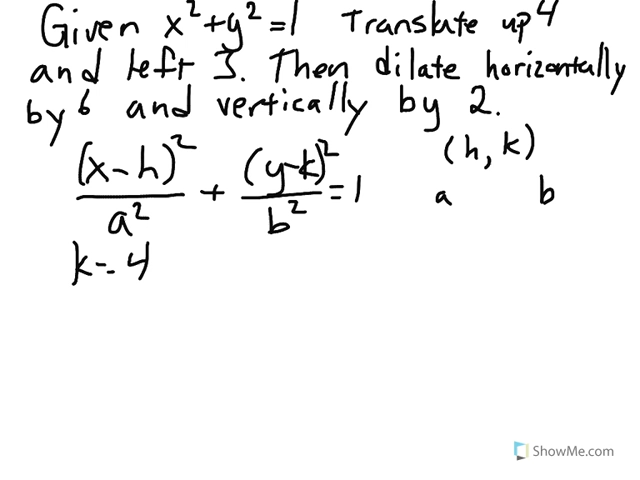 Given x²+y²=1 Translate up 4
and left 3. Then dilate horizontally
by 6 and vertically by 2.
(x-h)²/a² + (y-k)²/b² = 1 (h, k)
a b
k=4
ShowMe.com